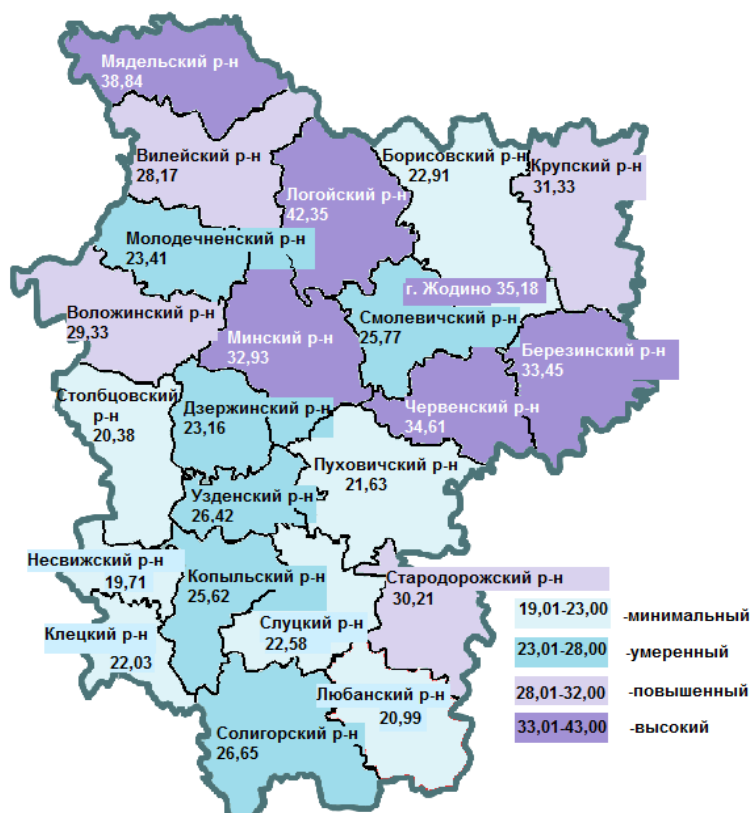 Мядельский р-н
38,84
Вилейский р-н
28,17
Борисовский р-н
22,91
Крупский р-н
31,33
Логойский р-н
42,35
Молодечненский р-н
23,41
г. Жодино 35,18
Воложинский р-н
29,33
Минский р-н
32,93
Смолевичский р-н
25,77
Березинский р-н
33,45
Столбцовский
р-н
20,38
Дзержинский р-н
23,16
Червенский р-н
34,61
Пуховичский р-н
21,63
Узденский р-н
26,42
Несвижский р-н
19,71
Копыльский р-н
25,62
Стародорожский р-н
30,21
Клецкий р-н
22,03
Слуцкий р-н
22,58
Любанский р-н
20,99
Солигорский р-н
26,65
19,01-23,00 -минимальный
23,01-28,00 -умеренный
28,01-32,00 -повышенный
33,01-43,00 -высокий